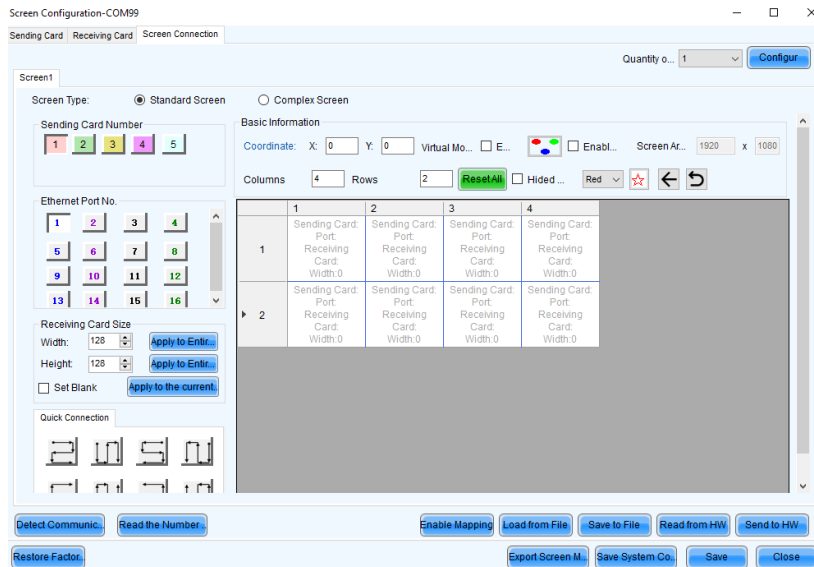 Screen Configuration-COM99
Sending Card Receiving Card Screen Connection
Quantity o... 1 Configur
Screen1
Screen Type: Standard Screen Complex Screen
Sending Card Number
1 2 3 4 5
Basic Information
Coordinate: X: 0 Y: 0 Virtual Mo... E... Enabl... Screen Ar... 1920 x 1080
Columns 4 Rows 2 Reset All Hided ... Red
Ethernet Port No.
1 2 3 4
5 6 7 8
9 10 11 12
13 14 15 16
Receiving Card Size
Width: 128 Apply to Entir...
Height: 128 Apply to Entir...
Set Blank Apply to the current..
Quick Connection
1 2 3 4
1
Sending Card: Sending Card: Sending Card: Sending Card:
Port: Port: Port: Port:
Receiving Receiving Receiving Receiving
Card: Card: Card: Card:
Width:0 Width:0 Width:0 Width:0
2
Sending Card: Sending Card: Sending Card: Sending Card:
Port: Port: Port: Port:
Receiving Receiving Receiving Receiving
Card: Card: Card: Card:
Width:0 Width:0 Width:0 Width:0
Detect Communic.. Read the Number .. Enable Mapping Load from File Save to File Read from HW Send to HW
Restore Factor.. Export Screen M.. Save System Co.. Save Close